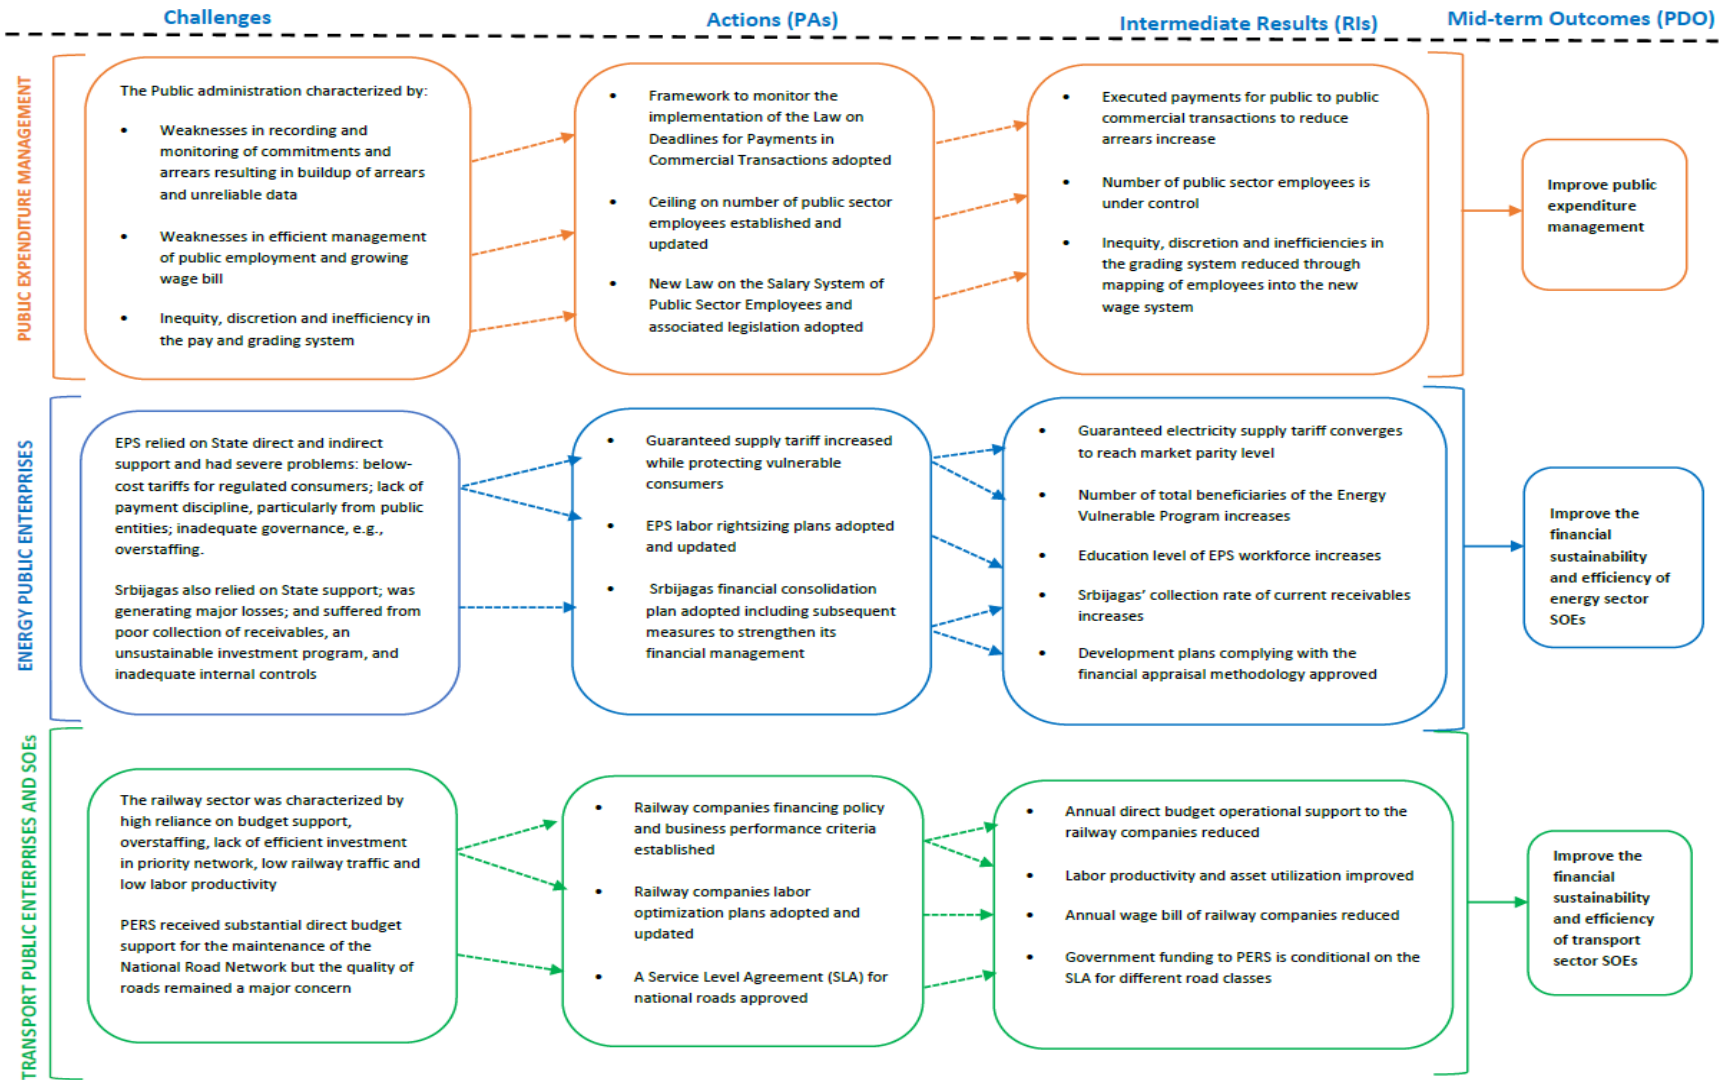 Challenges
Actions (PAs)
Intermediate Results (RIs)
Mid-term Outcomes (PDO)
PUBLIC EXPENDITURE MANAGEMENT
The Public administration characterized by:
• Weaknesses in recording and
monitoring of commitments and
arrears resulting in buildup of arrears
and unreliable data
• Weaknesses in efficient management
of public employment and growing
wage bill
• Inequity, discretion and inefficiency in
the pay and grading system
• Framework to monitor the
implementation of the Law on
Deadlines for Payments in
Commercial Transactions adopted
• Ceiling on number of public sector
employees established and
updated
• New Law on the Salary System of
Public Sector Employees and
associated legislation adopted
• Executed payments for public to public
commercial transactions to reduce
arrears increase
• Number of public sector employees is
under control
• Inequity, discretion and inefficiencies in
the grading system reduced through
mapping of employees into the new
wage system
Improve public
expenditure
management
ENERGY PUBLIC ENTERPRISES
EPS relied on State direct and indirect
support and had severe problems: below-
cost tariffs for regulated consumers; lack of
payment discipline, particularly from public
entities; inadequate governance, e.g.,
overstaffing.
Srbijagas also relied on State support; was
generating major losses; and suffered from
poor collection of receivables, an
unsustainable investment program, and
inadequate internal controls
• Guaranteed supply tariff increased
while protecting vulnerable
consumers
• EPS labor rightsizing plans adopted
and updated
• Srbijagas financial consolidation
plan adopted including subsequent
measures to strengthen its
financial management
• Guaranteed electricity supply tariff converges
to reach market parity level
• Number of total beneficiaries of the Energy
Vulnerable Program increases
• Education level of EPS workforce increases
• Srbijagas’ collection rate of current receivables
increases
• Development plans complying with the
financial appraisal methodology approved
Improve the
financial
sustainability
and efficiency of
energy sector
SOEs
TRANSPORT PUBLIC ENTERPRISES AND SOEs
The railway sector was characterized by
high reliance on budget support,
overstaffing, lack of efficient investment
in priority network, low railway traffic and
low labor productivity
PERS received substantial direct budget
support for the maintenance of the
National Road Network but the quality of
roads remained a major concern
• Railway companies financing policy
and business performance criteria
established
• Railway companies labor
optimization plans adopted and
updated
• A Service Level Agreement (SLA) for
national roads approved
• Annual direct budget operational support to the
railway companies reduced
• Labor productivity and asset utilization improved
• Annual wage bill of railway companies reduced
• Government funding to PERS is conditional on the
SLA for different road classes
Improve the
financial
sustainability
and efficiency
of transport
sector SOEs